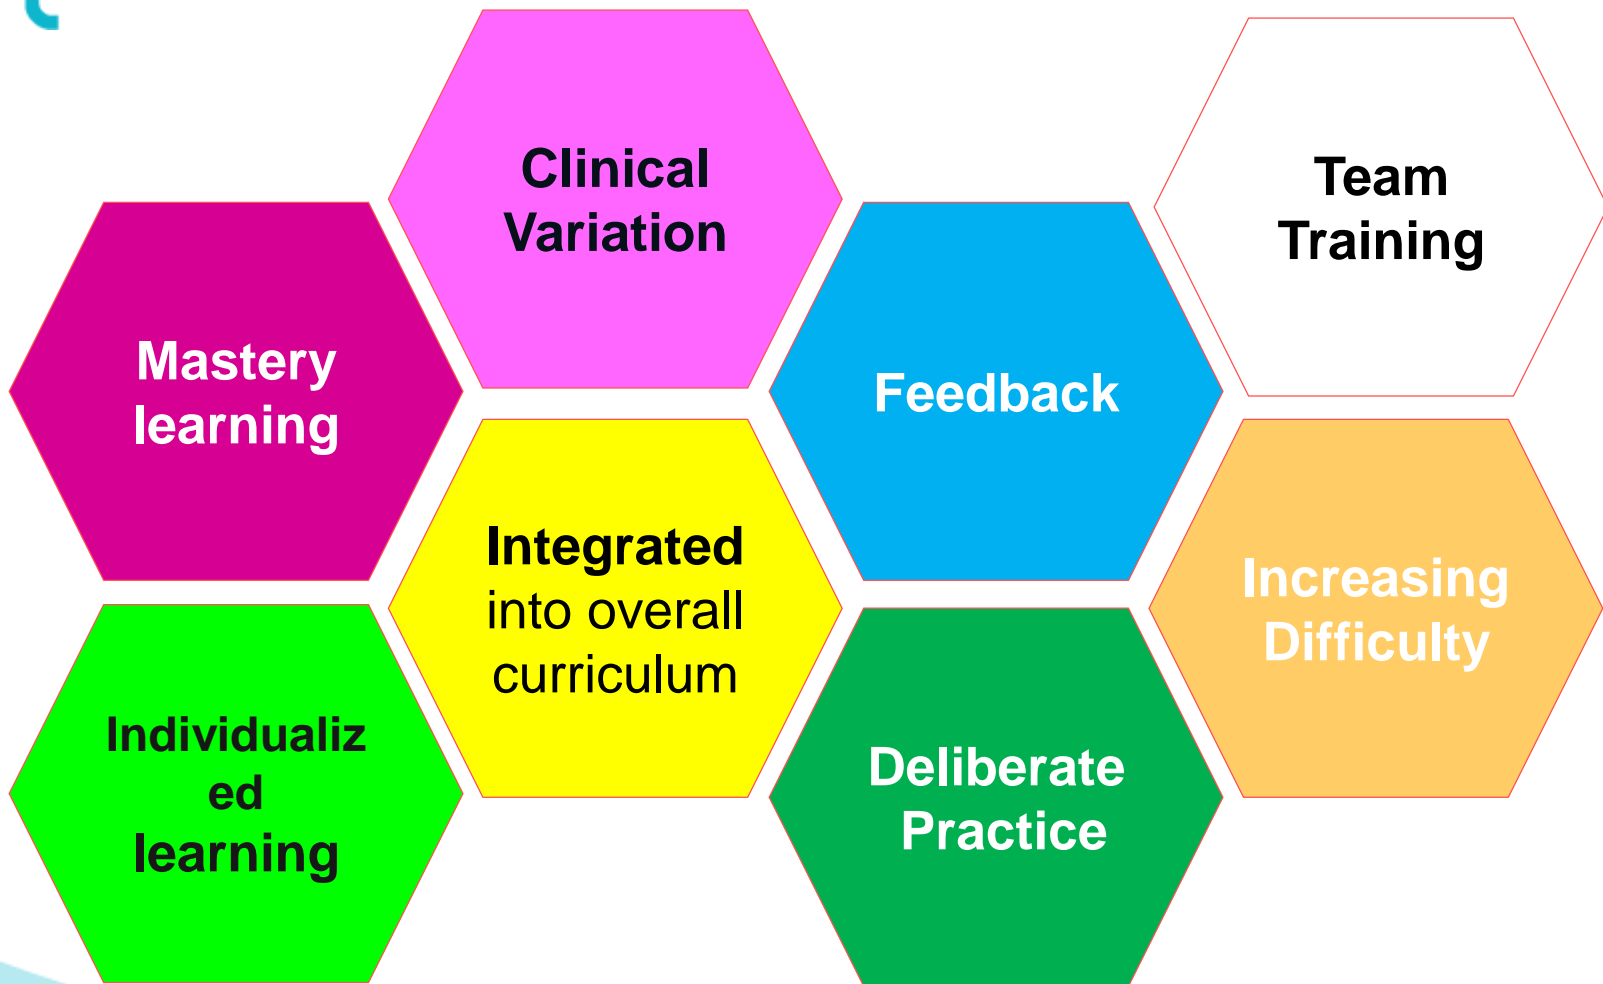 Clinical
Variation
Team
Training
Mastery
learning
Feedback
Integrated
into overall
curriculum
Increasing
Difficulty
Individualiz
ed
learning
Deliberate
Practice